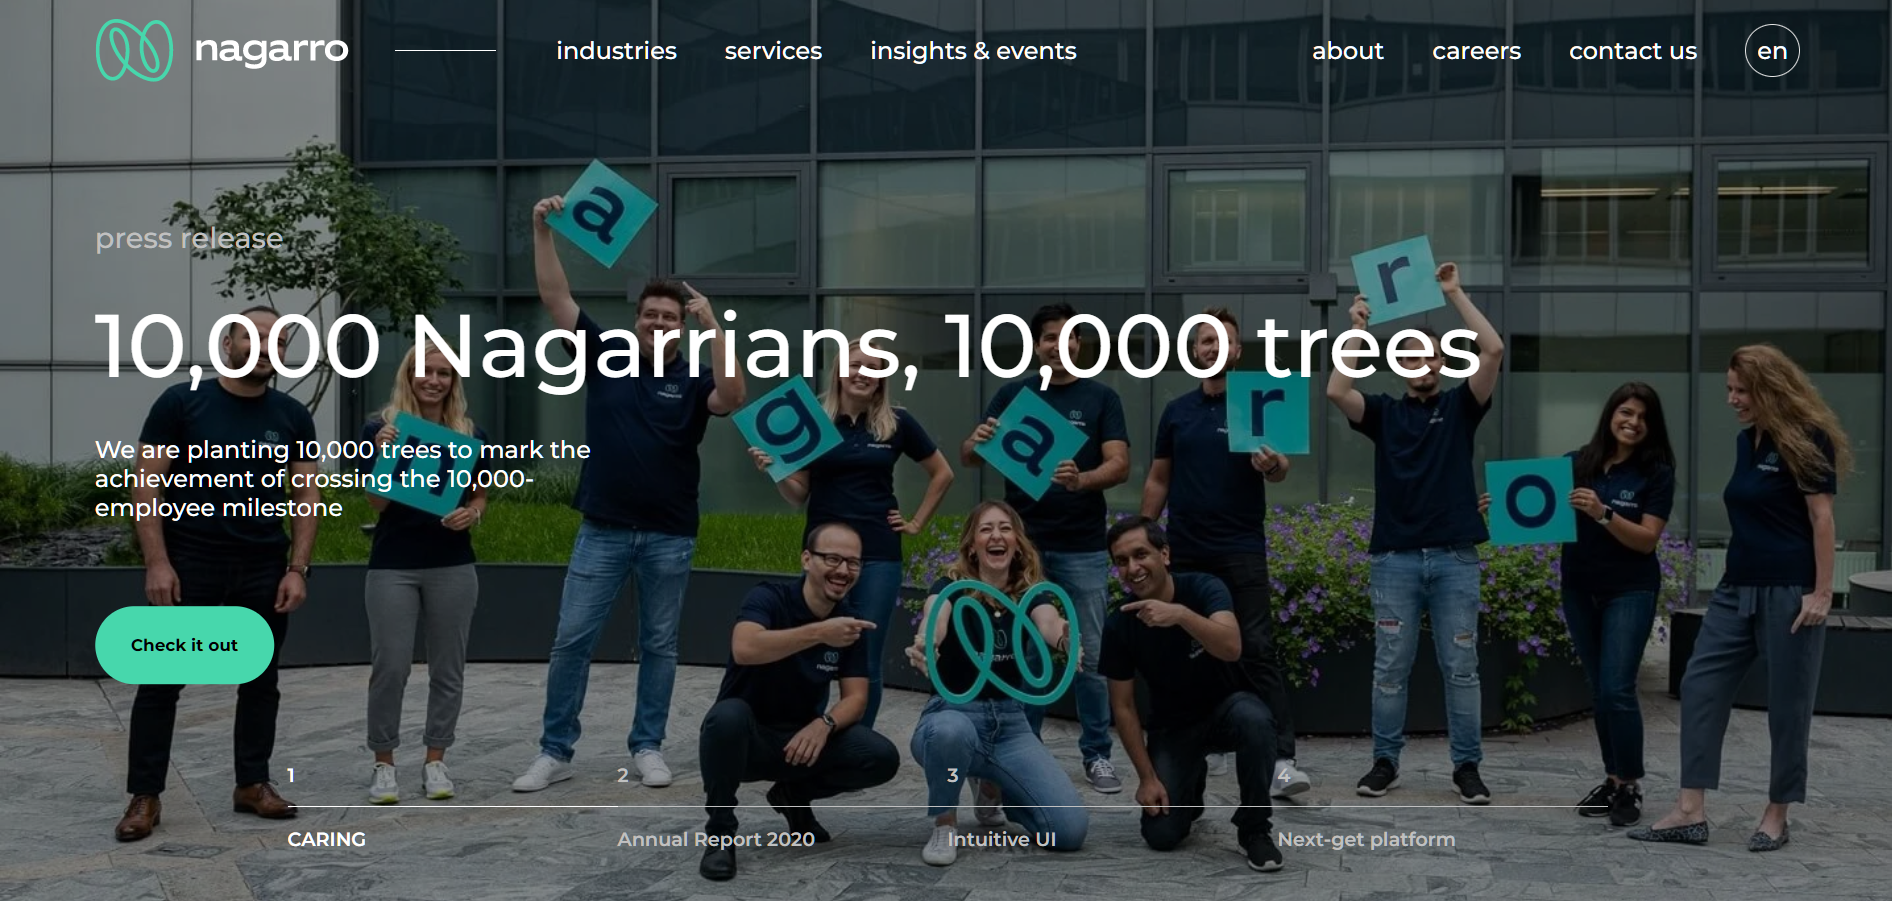 nagarro
industries services insights & events about careers contact us en
press release
10,000 Nagarrians, 10,000 trees
We are planting 10,000 trees to mark the
achievement of crossing the 10,000-
employee milestone
Check it out
a
r
n
g
a
r
o
1 2 3 4
CARING Annual Report 2020 Intuitive UI Next-get platform